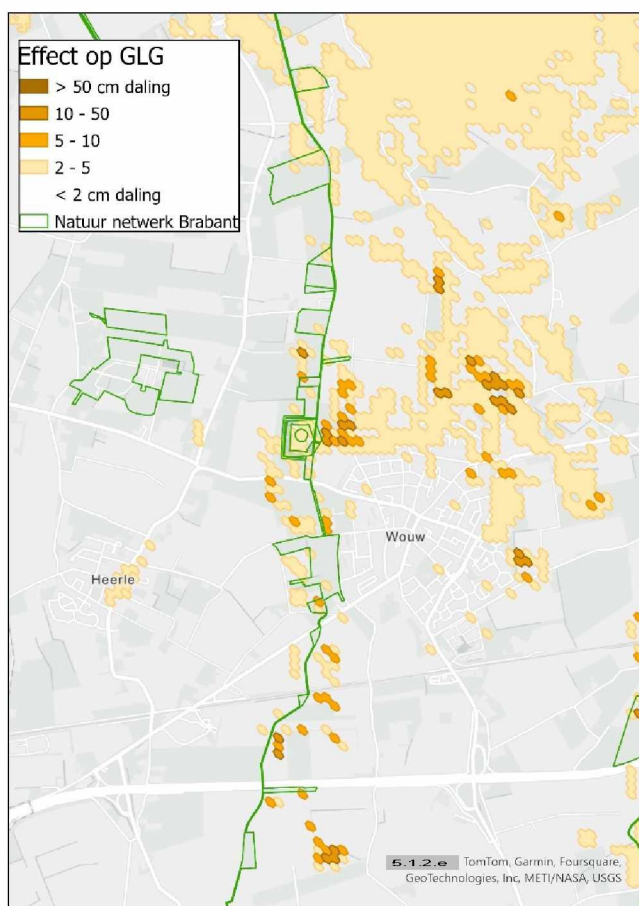 Effect op GLG
> 50 cm daling
10 - 50
5 - 10
2 - 5
< 2 cm daling
Natuur netwerk Brabant
Wouw
Heerle
5.1.2.e TomTom, Garmin, Foursquare,
GeoTechnologies, Inc, METI/NASA, USGS